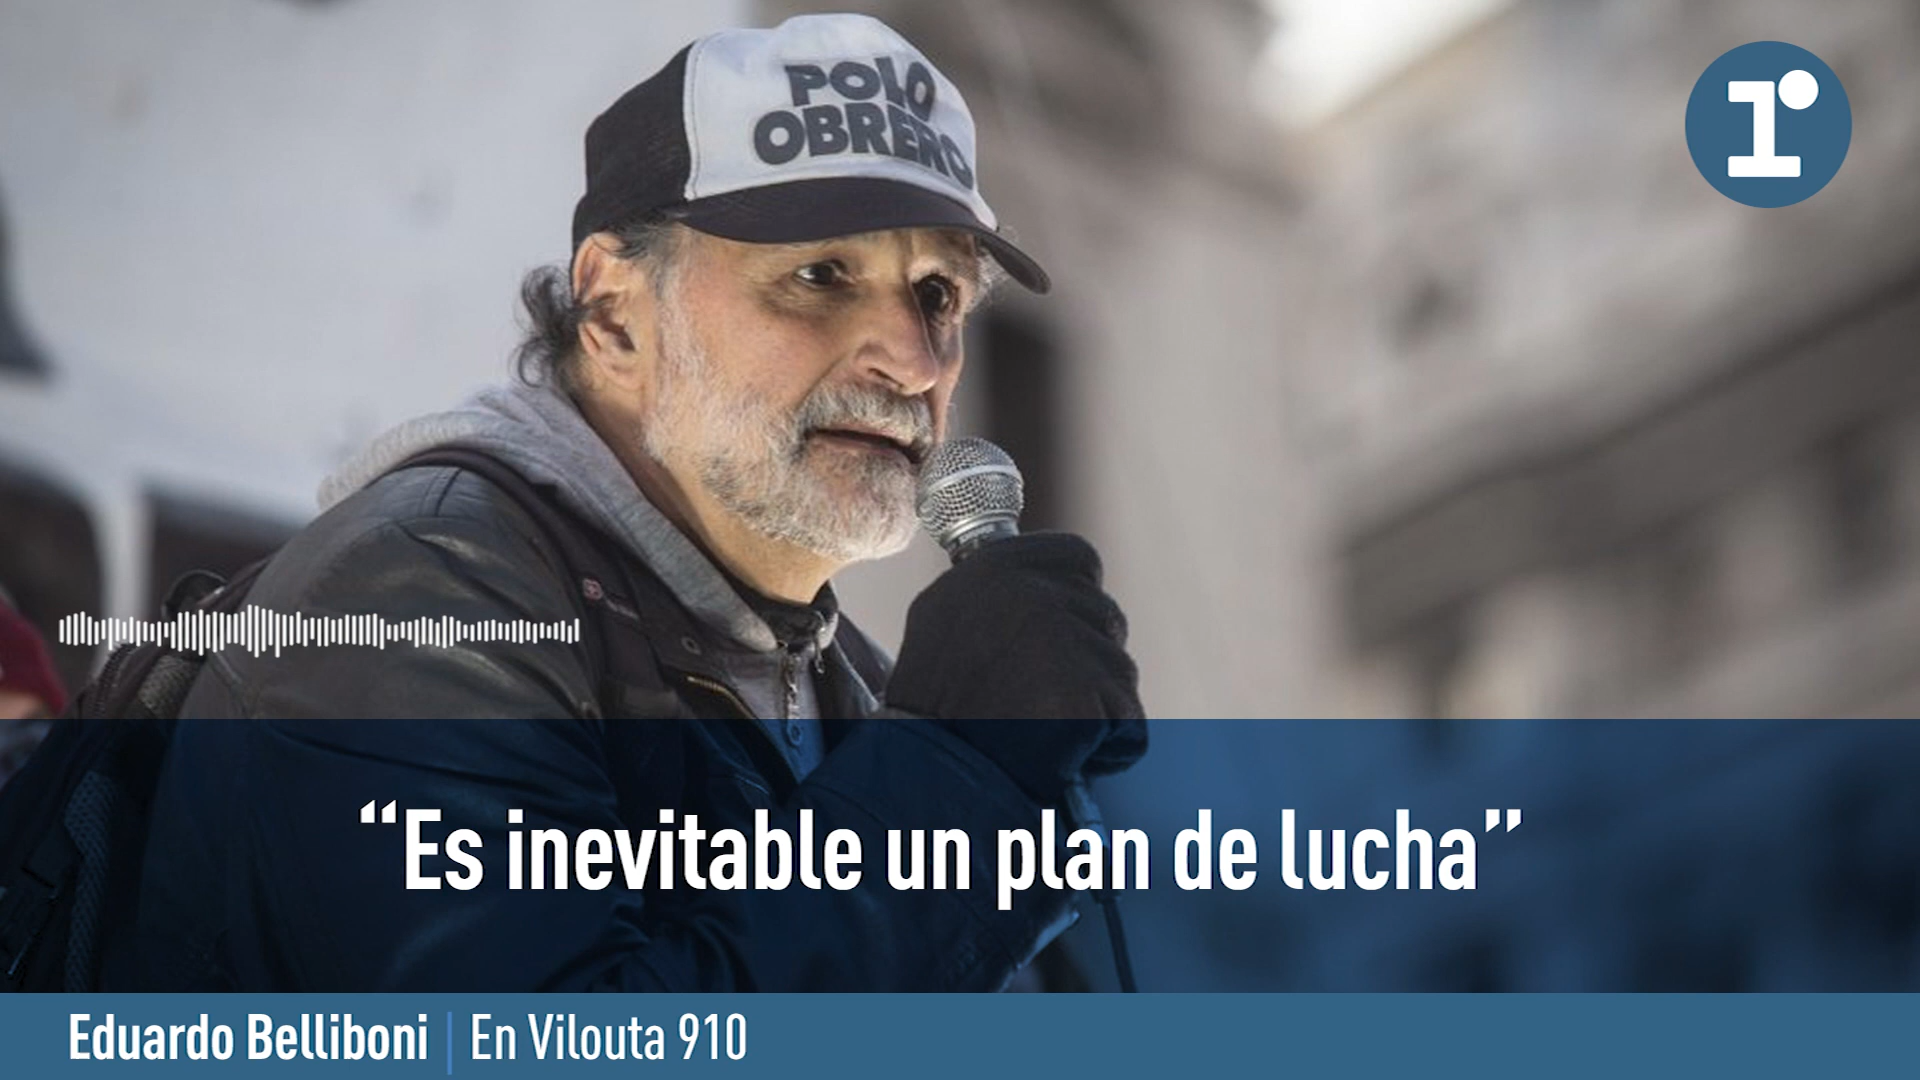 POLO
OBRERO
r
“Es inevitable un plan de lucha”
Eduardo Belliboni | En Vilouta 910